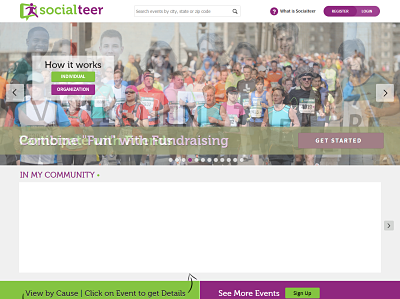 socialteer
Search events by city, state or zip code
What is Socialteer
REGISTER
LOGIN
How it works
INDIVIDUAL
ORGANIZATION
Combine "Fun" with Fundraising
GET STARTED
IN MY COMMUNITY
View by Cause | Click on Event to get Details
See More Events
Sign Up